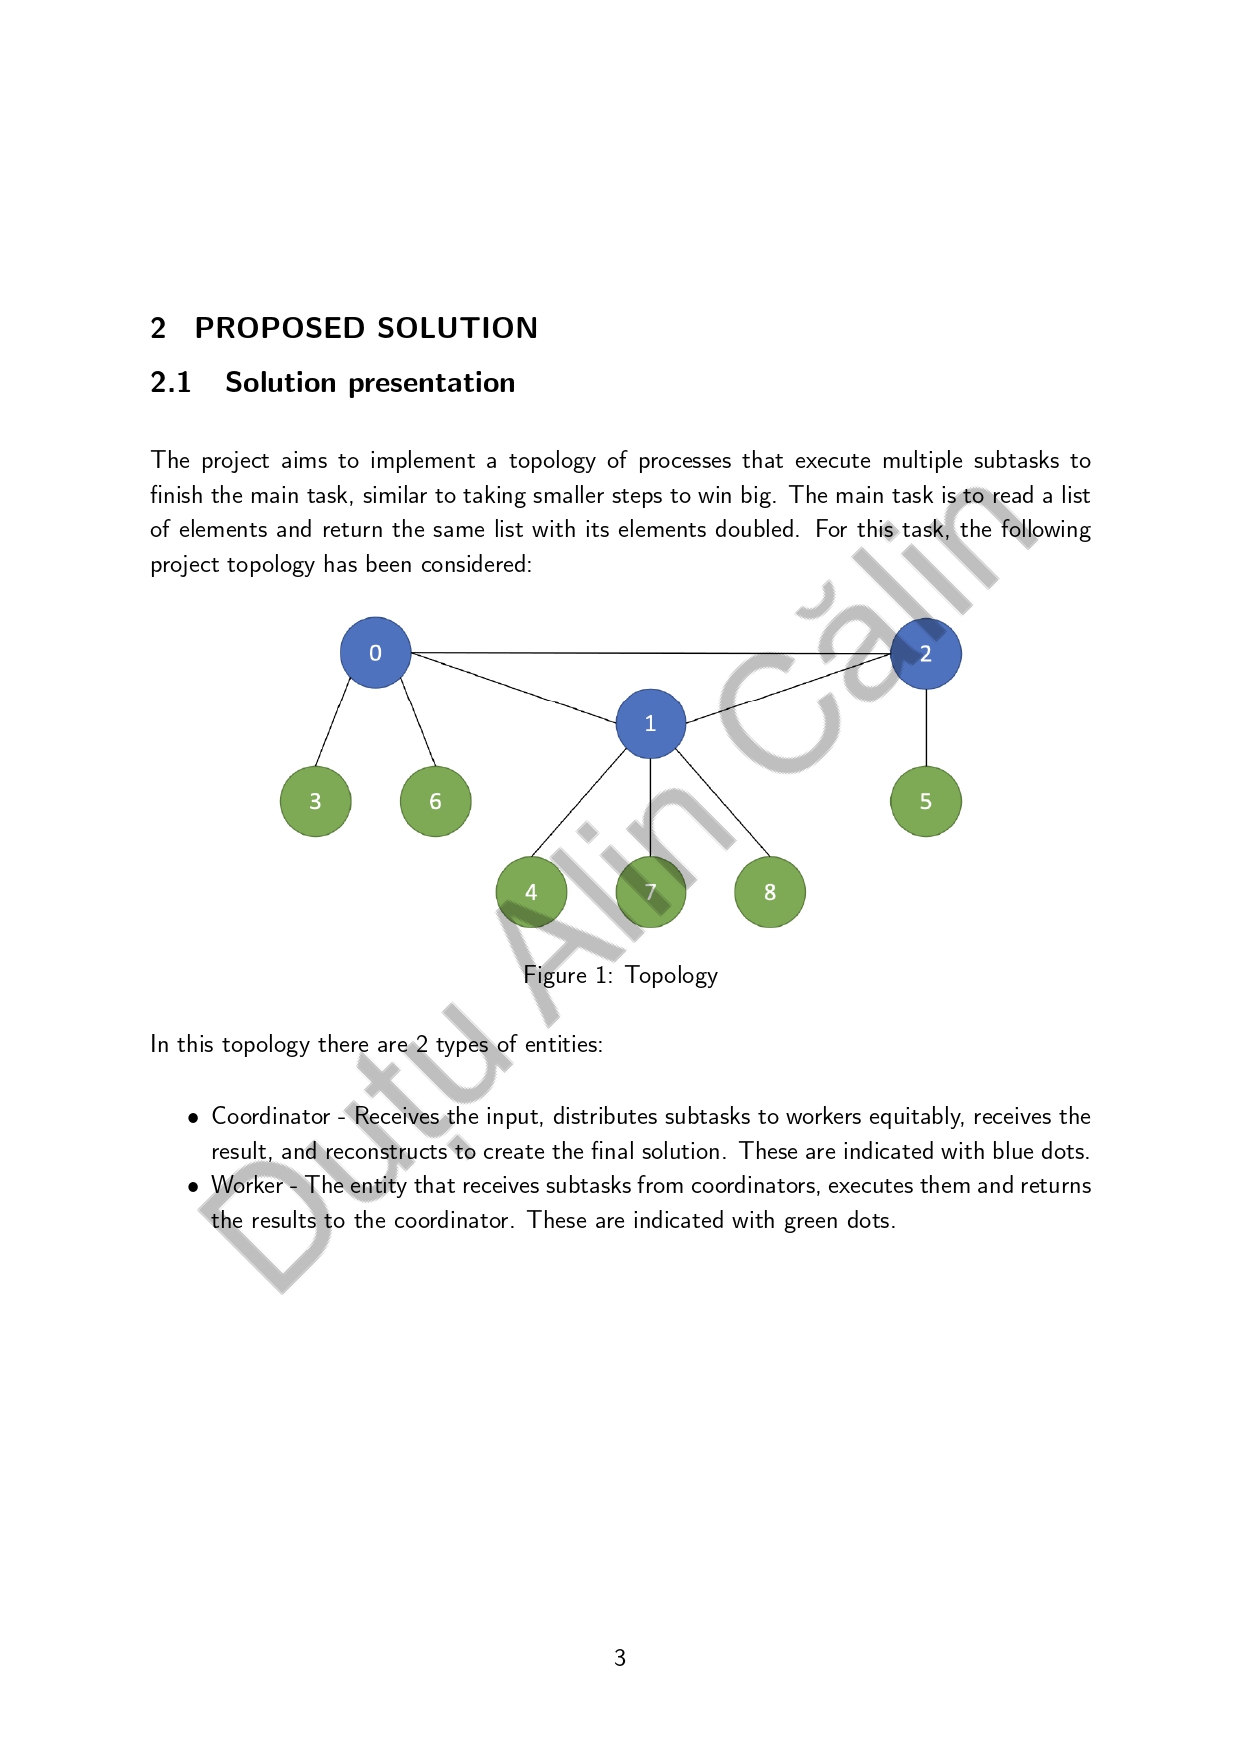 2 PROPOSED SOLUTION
2.1 Solution presentation
The project aims to implement a topology of processes that execute multiple subtasks to
finish the main task, similar to taking smaller steps to win big. The main task is to read a list
of elements and return the same list with its elements doubled. For this task, the following
project topology has been considered:
0
2
1
3
6
5
4
7
8
Figure 1: Topology
In this topology there are 2 types of entities:
• Coordinator - Receives the input, distributes subtasks to workers equitably, receives the
result, and reconstructs to create the final solution. These are indicated with blue dots.
• Worker - The entity that receives subtasks from coordinators, executes them and returns
the results to the coordinator. These are indicated with green dots.
Duțu Alin Călin
3